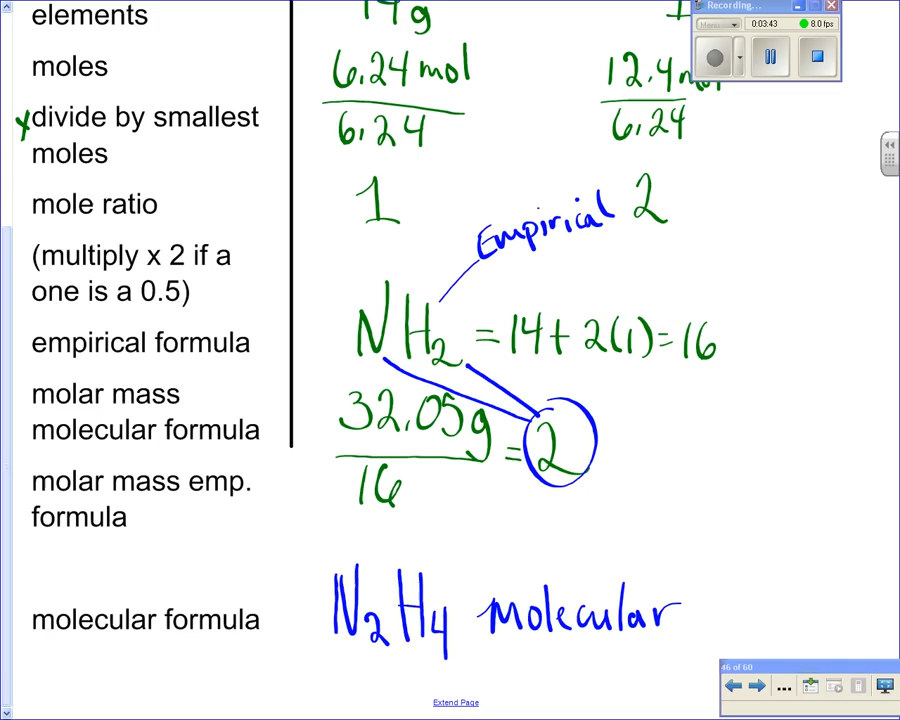 elements 14g
moles 6.24 mol 12.4
xdivide by smallest 6.24 6.24
moles
mole ratio 1 2
Empirical
(multiply x 2 if a
one is a 0.5)
empirical formula NH2 = 14 + 2(1) = 16
molar mass
molecular formula 32.05g = 2
molar mass emp. 16
formula
molecular formula N2H4 molecular
Extend Page
Recording...
Menu 0:03:43 8.0 fps
46 of 60